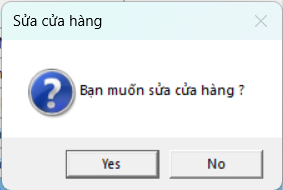 Sửa cửa hàng
Bạn muốn sửa cửa hàng ?
Yes
No